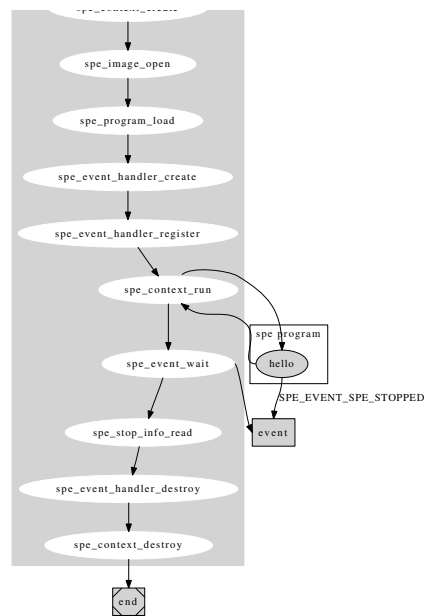 spe_image_open
spe_program_load
spe_event_handler_create
spe_event_handler_register
spe_context_run
spe program
hello
spe_event_wait
SPE_EVENT_SPE_STOPPED
event
spe_stop_info_read
spe_event_handler_destroy
spe_context_destroy
end